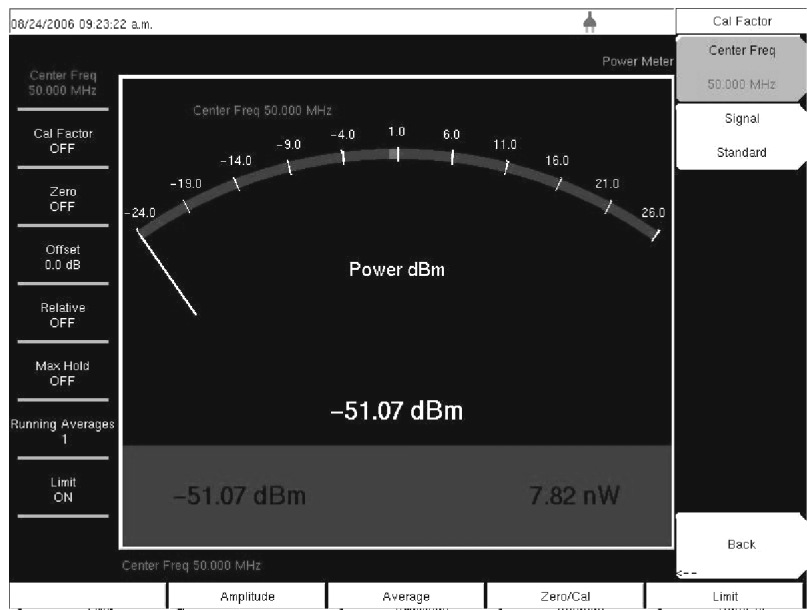 08/24/2006 09:23:22 a.m.
Cal Factor
Power Meter
Center Freq
50.000 MHz
Cal Factor
OFF
Zero
OFF
Offset
0.0 dB
Relative
OFF
Max Hold
OFF
Running Averages
1
Limit
ON
Center Freq 50.000 MHz
-24.0
-19.0
-14.0
-9.0
-4.0
1.0
6.0
11.0
16.0
21.0
26.0
Power dBm
-51.07 dBm
-51.07 dBm 7.82 nW
Center Freq 50.000 MHz
Center Freq
50.000 MHz
Signal
Standard
Back
<--
Amplitude
Average
Zero/Cal
Limit